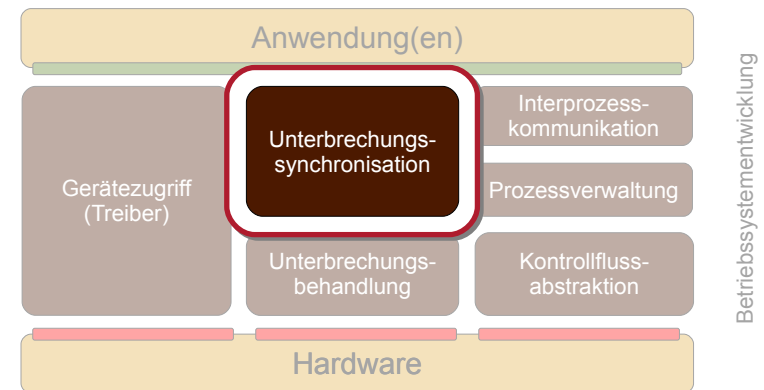 Anwendung(en)
Gerätezugriff
(Treiber)
Unterbrechungs-
synchronisation
Interprozess-
kommunikation
Prozessverwaltung
Unterbrechungs-
behandlung
Kontrollfluss-
abstraktion
Hardware
Betriebssystementwicklung